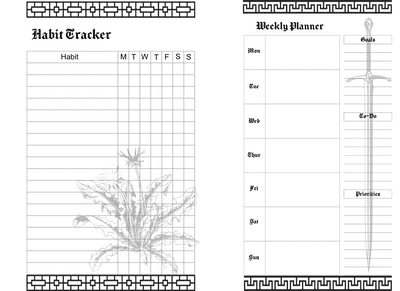 Habit Tracker
Habit M T W T F S S
Weekly Planner
Mon
Tue
Wed
Thur
Fri
Sat
Sun
Goals
To-Do
Priorities